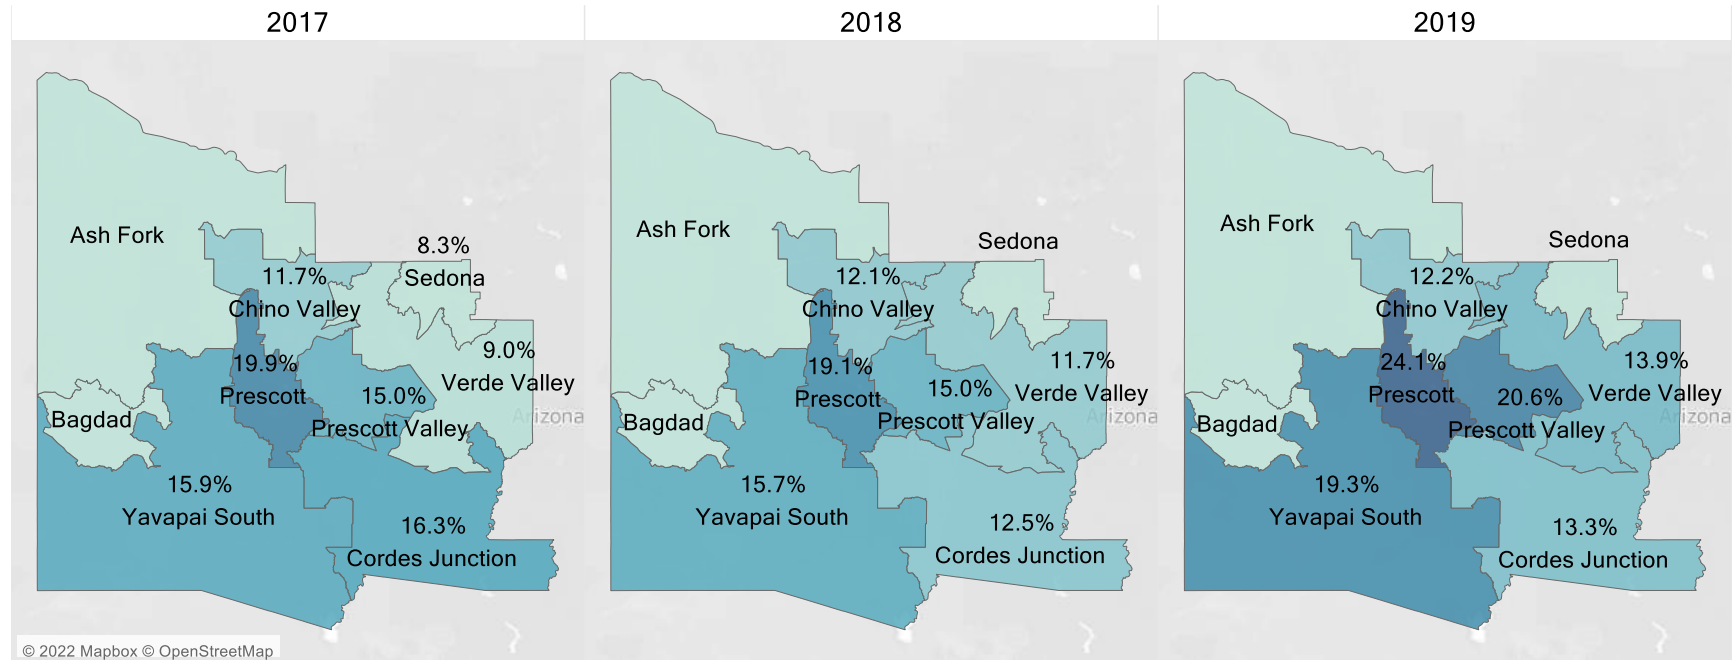 2017
2018
2019
Ash Fork
8.3%
Sedona
11.7%
Chino Valley
9.0%
Verde Valley
19.9%
Prescott
15.0%
Prescott Valley
Arizona
Bagdad
15.9%
Yavapai South
16.3%
Cordes Junction
© 2022 Mapbox © OpenStreetMap
Ash Fork
Sedona
12.1%
Chino Valley
11.7%
Verde Valley
19.1%
Prescott
15.0%
Prescott Valley
Arizona
Bagdad
15.7%
Yavapai South
12.5%
Cordes Junction
Ash Fork
Sedona
12.2%
Chino Valley
13.9%
Verde Valley
24.1%
Prescott
20.6%
Prescott Valley
Arizona
Bagdad
19.3%
Yavapai South
13.3%
Cordes Junction